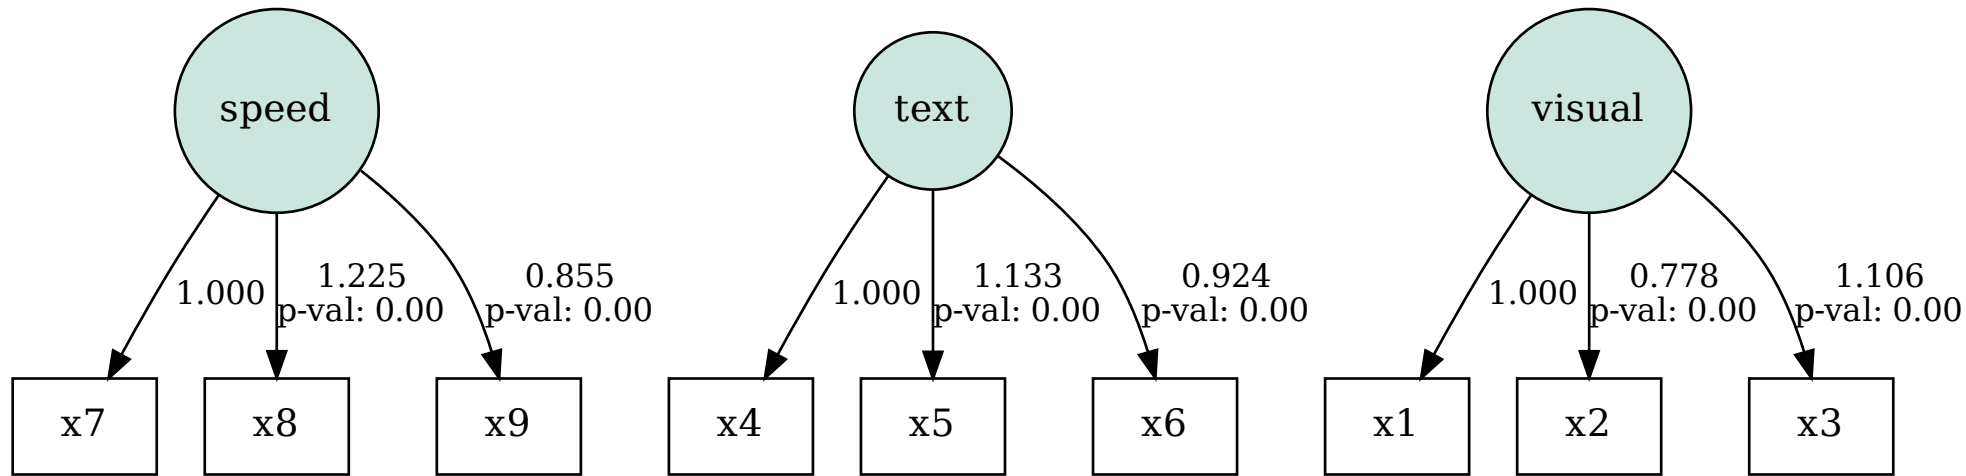 speed
text
visual
1.000
1.225
p-val: 0.00
0.855
p-val: 0.00
1.000
1.133
p-val: 0.00
0.924
p-val: 0.00
1.000
0.778
p-val: 0.00
1.106
p-val: 0.00
x7
x8
x9
x4
x5
x6
x1
x2
x3